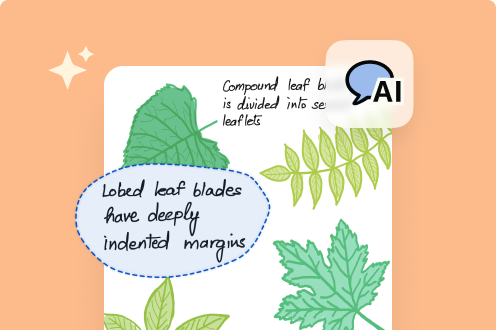 Compound leaf
is divided into
leaflets
AI
Lobed leaf blades
have deeply
indented margins